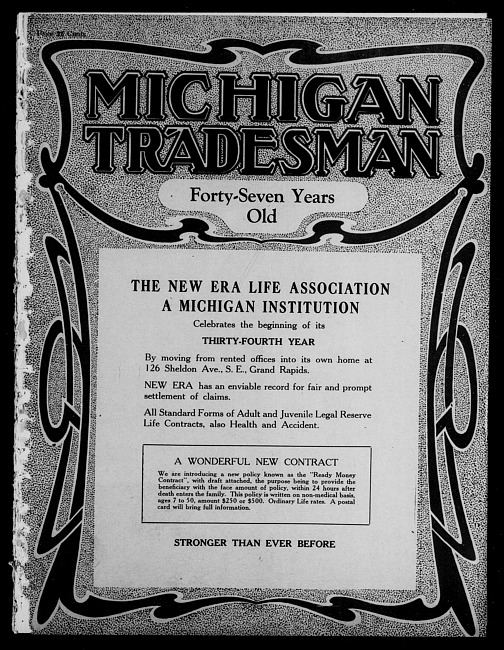 Price 25 Cents
MICHIGAN
TRADESMAN
Forty-Seven Years
Old
THE NEW ERA LIFE ASSOCIATION
A MICHIGAN INSTITUTION
Celebrates the beginning of its
THIRTY-FOURTH YEAR
By moving from rented offices into its own home at
126 Sheldon Ave., S. E., Grand Rapids.
NEW ERA has an enviable record for fair and prompt
settlement of claims.
All Standard Forms of Adult and Juvenile Legal Reserve
Life Contracts, also Health and Accident.
A WONDERFUL NEW CONTRACT
We are introducing a new policy known as the "Ready Money
Contract", with draft attached, the purpose being to provide the
beneficiary with the face amount of policy, within 24 hours after
death enters the family. This policy is written on non-medical basis,
ages 7 to 50, amount $250 or $500. Ordinary Life rates. A postal
card will bring full information.
STRONGER THAN EVER BEFORE